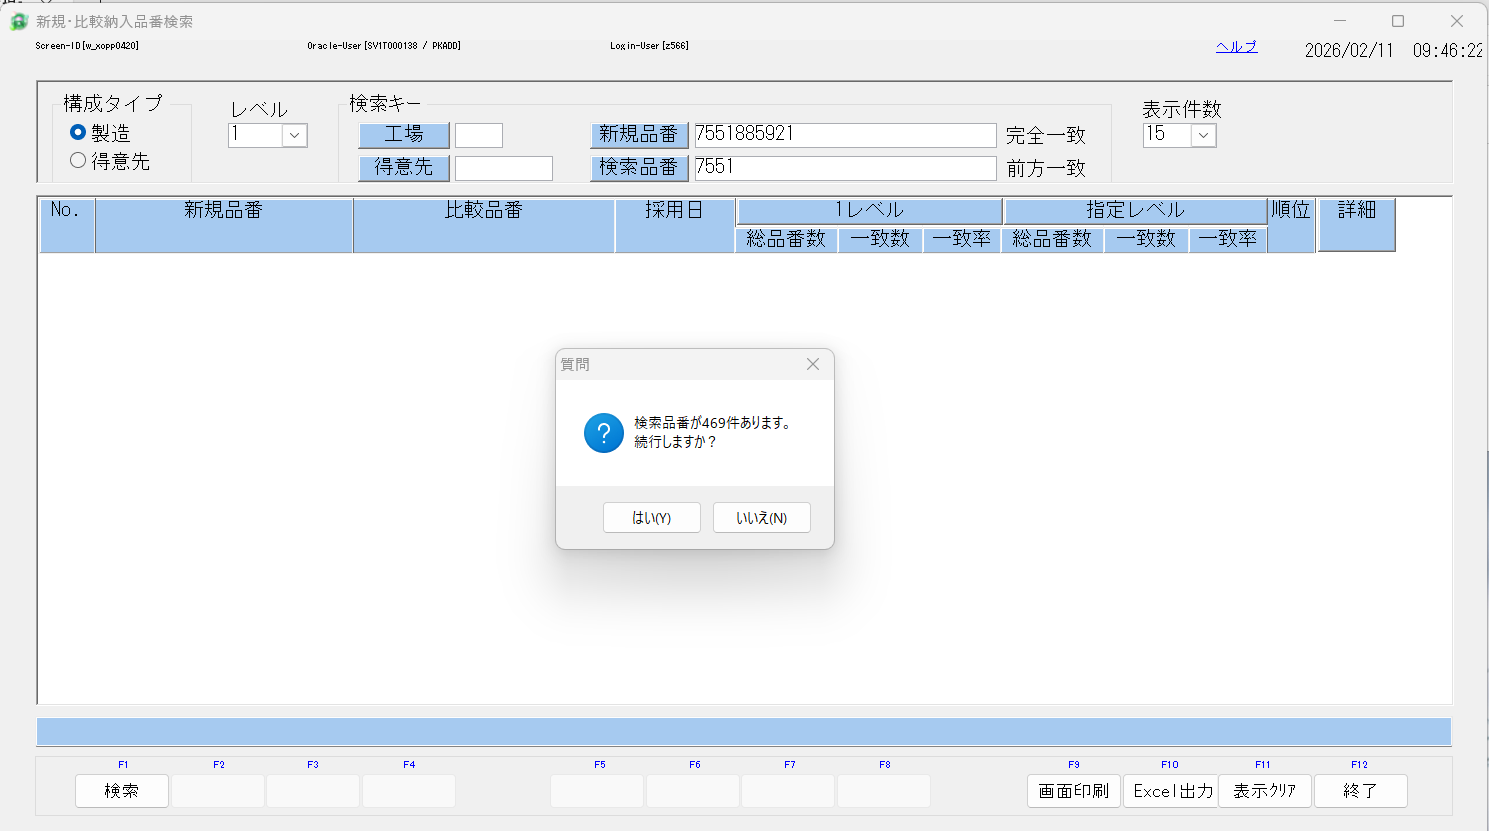 新規･比較納入品番検索
Screen-ID[w_xopp0420] Oracle-User[SV1T000138 / PKADD] Login-User[z566] ヘルプ 2026/02/11 09:46:22
構成タイプ レベル 検索キー 表示件数
製造 1 工場 新規品番 7551885921 完全一致 15
得意先 得意先 検索品番 7551 前方一致
No. 新規品番 比較品番 採用日 1レベル 指定レベル 順位 詳細
総品番数 一致数 一致率 総品番数 一致数 一致率
質問
検索品番が469件あります。
続行しますか？
はい(Y) いいえ(N)
F1 F2 F3 F4 F5 F6 F7 F8 F9 F10 F11 F12
検索 画面印刷 Excel出力 表示ｸﾘｱ 終了